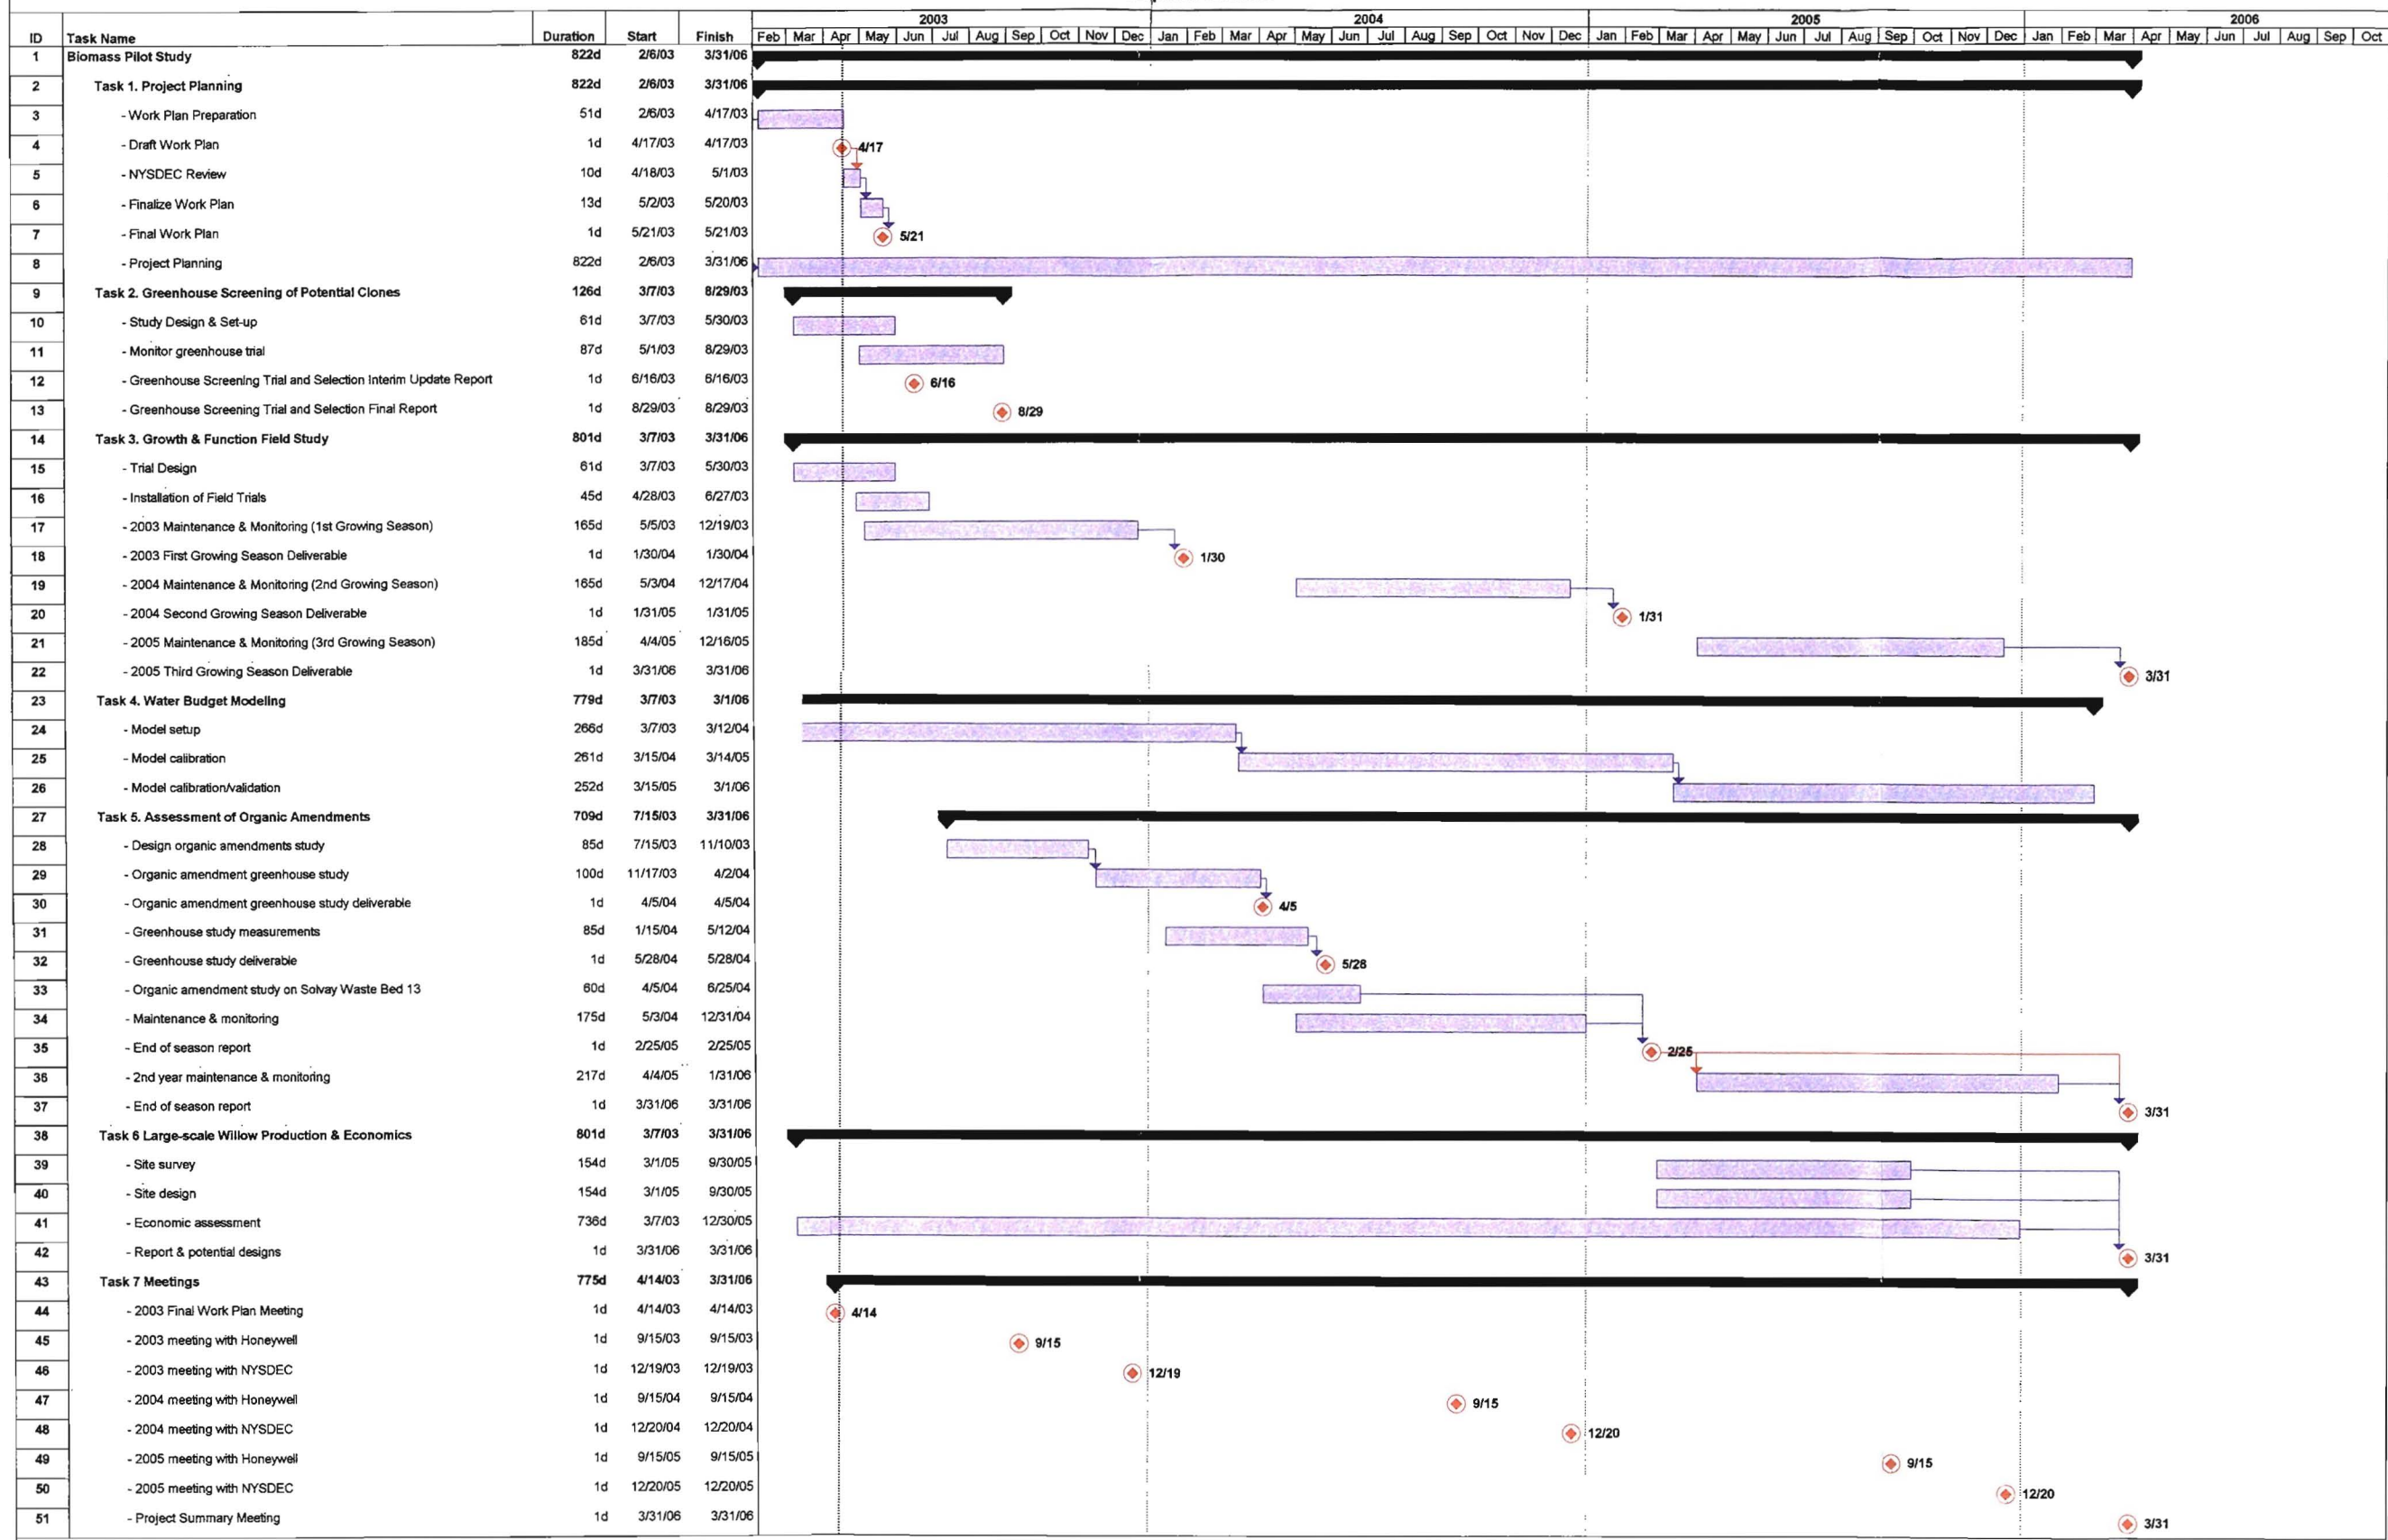 2003 2004 2005 2006
ID Task Name Duration Start Finish Feb Mar Apr May Jun Jul Aug Sep Oct Nov Dec Jan Feb Mar Apr May Jun Jul Aug Sep Oct Nov Dec Jan Feb Mar Apr May Jun Jul Aug Sep Oct Nov Dec Jan Feb Mar Apr May Jun Jul Aug Sep Oct
1 Biomass Pilot Study 822d 2/6/03 3/31/06
2 Task 1. Project Planning 822d 2/6/03 3/31/06
3 - Work Plan Preparation 51d 2/6/03 4/17/03
4 - Draft Work Plan 1d 4/17/03 4/17/03 4/17
5 - NYSDEC Review 10d 4/18/03 5/1/03
6 - Finalize Work Plan 13d 5/2/03 5/20/03
7 - Final Work Plan 1d 5/21/03 5/21/03 5/21
8 - Project Planning 822d 2/6/03 3/31/06
9 Task 2. Greenhouse Screening of Potential Clones 126d 3/7/03 8/29/03
10 - Study Design & Set-up 61d 3/7/03 5/30/03
11 - Monitor greenhouse trial 87d 5/1/03 8/29/03
12 - Greenhouse Screening Trial and Selection Interim Update Report 1d 6/16/03 6/16/03 6/16
13 - Greenhouse Screening Trial and Selection Final Report 1d 8/29/03 8/29/03 8/29
14 Task 3. Growth & Function Field Study 801d 3/7/03 3/31/06
15 - Trial Design 61d 3/7/03 5/30/03
16 - Installation of Field Trials 45d 4/28/03 6/27/03
17 - 2003 Maintenance & Monitoring (1st Growing Season) 165d 5/5/03 12/19/03
18 - 2003 First Growing Season Deliverable 1d 1/30/04 1/30/04 1/30
19 - 2004 Maintenance & Monitoring (2nd Growing Season) 165d 5/3/04 12/17/04
20 - 2004 Second Growing Season Deliverable 1d 1/31/05 1/31/05 1/31
21 - 2005 Maintenance & Monitoring (3rd Growing Season) 185d 4/4/05 12/16/05
22 - 2005 Third Growing Season Deliverable 1d 3/31/06 3/31/06 3/31
23 Task 4. Water Budget Modeling 779d 3/7/03 3/1/06
24 - Model setup 266d 3/7/03 3/12/04
25 - Model calibration 261d 3/15/04 3/14/05
26 - Model calibration/validation 252d 3/15/05 3/1/06
27 Task 5. Assessment of Organic Amendments 709d 7/15/03 3/31/06
28 - Design organic amendments study 85d 7/15/03 11/10/03
29 - Organic amendment greenhouse study 100d 11/17/03 4/2/04
30 - Organic amendment greenhouse study deliverable 1d 4/5/04 4/5/04 4/5
31 - Greenhouse study measurements 85d 1/15/04 5/12/04
32 - Greenhouse study deliverable 1d 5/28/04 5/28/04 5/28
33 - Organic amendment study on Solvay Waste Bed 13 60d 4/5/04 6/25/04
34 - Maintenance & monitoring 175d 5/3/04 12/31/04
35 - End of season report 1d 2/25/05 2/25/05 2/25
36 - 2nd year maintenance & monitoring 217d 4/4/05 1/31/06
37 - End of season report 1d 3/31/06 3/31/06 3/31
38 Task 6 Large-scale Willow Production & Economics 801d 3/7/03 3/31/06
39 - Site survey 154d 3/1/05 9/30/05
40 - Site design 154d 3/1/05 9/30/05
41 - Economic assessment 736d 3/7/03 12/30/05
42 - Report & potential designs 1d 3/31/06 3/31/06 3/31
43 Task 7 Meetings 775d 4/14/03 3/31/06
44 - 2003 Final Work Plan Meeting 1d 4/14/03 4/14/03 4/14
45 - 2003 meeting with Honeywell 1d 9/15/03 9/15/03 9/15
46 - 2003 meeting with NYSDEC 1d 12/19/03 12/19/03 12/19
47 - 2004 meeting with Honeywell 1d 9/15/04 9/15/04 9/15
48 - 2004 meeting with NYSDEC 1d 12/20/04 12/20/04 12/20
49 - 2005 meeting with Honeywell 1d 9/15/05 9/15/05 9/15
50 - 2005 meeting with NYSDEC 1d 12/20/05 12/20/05 12/20
51 - Project Summary Meeting 1d 3/31/06 3/31/06 3/31